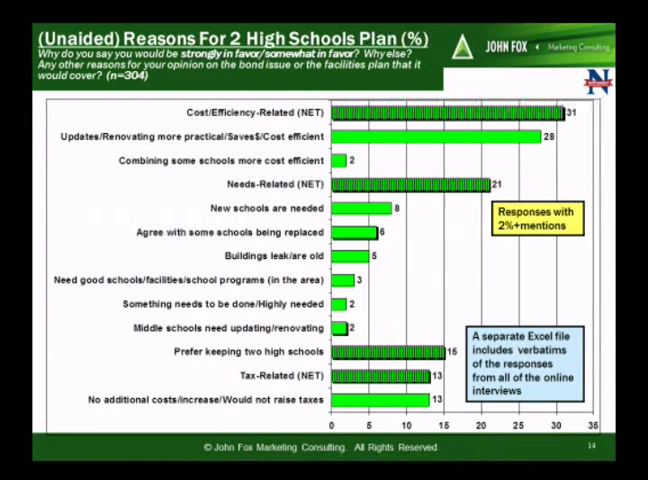 (Unaided) Reasons For 2 High Schools Plan (%)
Why do you say you would be strongly in favor/somewhat in favor? Why else?
Any other reasons for your opinion on the bond issue or the facilities plan that it
would cover? (n=304)
JOHN FOX Marketing Consulting
N
Cost/Efficiency-Related (NET) 31
Updates/Renovating more practical/Saves$/Cost efficient 28
Combining some schools more cost efficient 2
Needs-Related (NET) 21
New schools are needed 8
Agree with some schools being replaced 6
Buildings leak/are old 5
Need good schools/facilities/school programs (in the area) 3
Something needs to be done/Highly needed 2
Middle schools need updating/renovating 2
Prefer keeping two high schools 15
Tax-Related (NET) 13
No additional costs/increase/Would not raise taxes 13
Responses with
2%+mentions
A separate Excel file
includes verbatims
of the responses
from all of the online
interviews
0 5 10 15 20 25 30 35
© John Fox Marketing Consulting. All Rights Reserved.
14